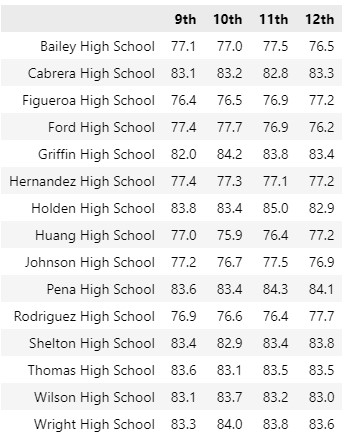 9th 10th 11th 12th
Bailey High School 77.1 77.0 77.5 76.5
Cabrera High School 83.1 83.2 82.8 83.3
Figueroa High School 76.4 76.5 76.9 77.2
Ford High School 77.4 77.7 76.9 76.2
Griffin High School 82.0 84.2 83.8 83.4
Hernandez High School 77.4 77.3 77.1 77.2
Holden High School 83.8 83.4 85.0 82.9
Huang High School 77.0 75.9 76.4 77.2
Johnson High School 77.2 76.7 77.5 76.9
Pena High School 83.6 83.4 84.3 84.1
Rodriguez High School 76.9 76.6 76.4 77.7
Shelton High School 83.4 82.9 83.4 83.8
Thomas High School 83.6 83.1 83.5 83.5
Wilson High School 83.1 83.7 83.2 83.0
Wright High School 83.3 84.0 83.8 83.6